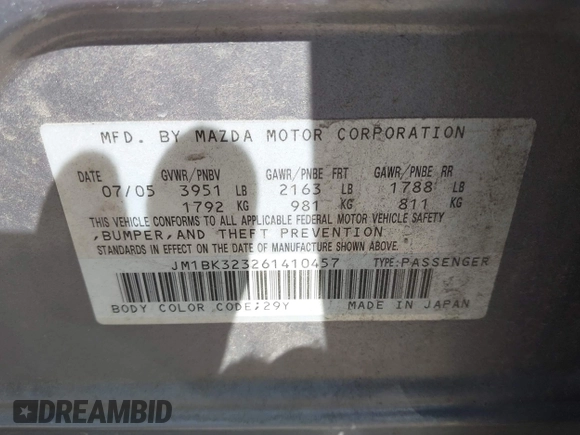 MFD. BY MAZDA MOTOR CORPORATION
DATE GVWR/PNBV GAWR/PNBE FRT GAWR/PNBE RR
07/05 3951 LB 2163 LB 1788 LB
1792 KG 981 KG 811 KG
THIS VEHICLE CONFORMS TO ALL APPLICABLE FEDERAL MOTOR VEHICLE SAFETY
,BUMPER,AND THEFT PREVENTION
STANDARDS IN EFFECT ON THE DATE OF MANUFACTURE SHOWN ABOVE.
JM1BK323261410457 TYPE:PASSENGER
BODY COLOR CODE;29Y MADE IN JAPAN
DREAMBID